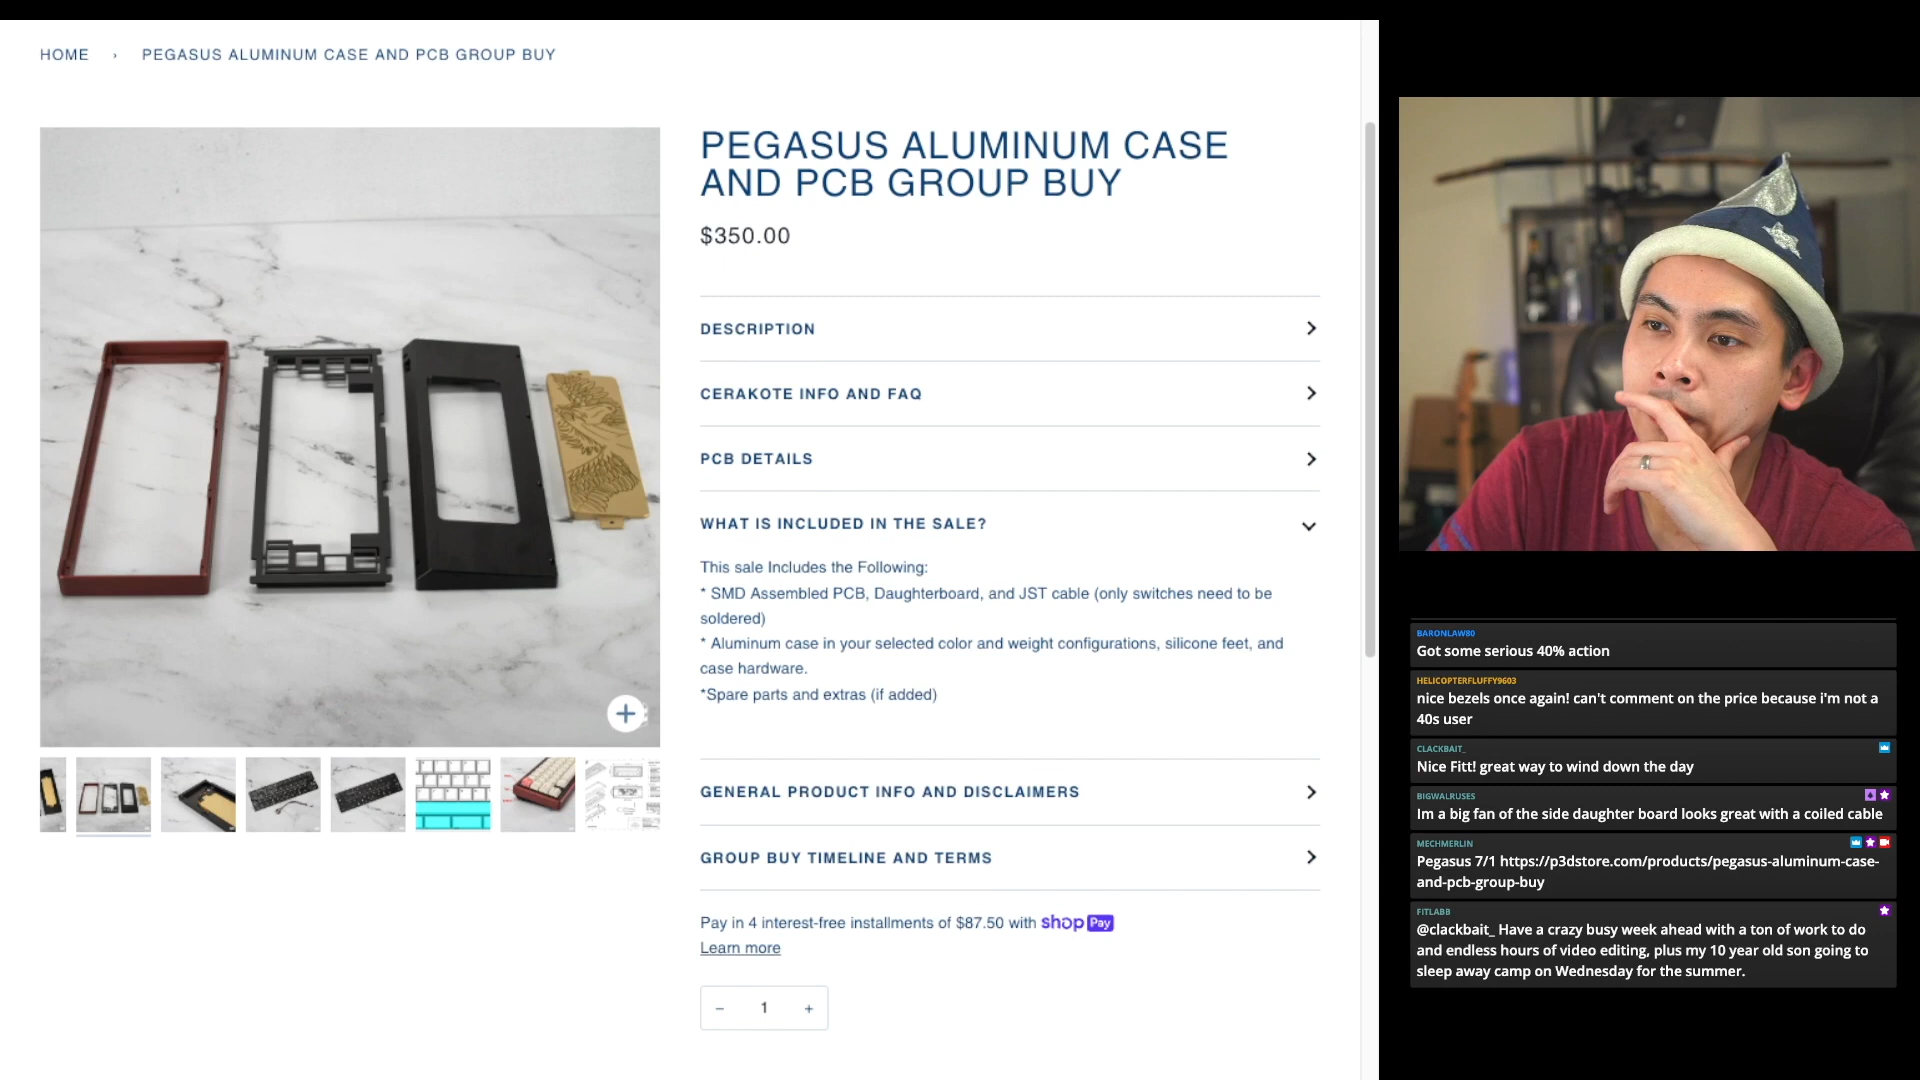 HOME › PEGASUS ALUMINUM CASE AND PCB GROUP BUY
PEGASUS ALUMINUM CASE
AND PCB GROUP BUY
$350.00
DESCRIPTION
CERAKOTE INFO AND FAQ
PCB DETAILS
WHAT IS INCLUDED IN THE SALE?
This sale Includes the Following:
* SMD Assembled PCB, Daughterboard, and JST cable (only switches need to be
soldered)
* Aluminum case in your selected color and weight configurations, silicone feet, and
case hardware.
*Spare parts and extras (if added)
GENERAL PRODUCT INFO AND DISCLAIMERS
GROUP BUY TIMELINE AND TERMS
Pay in 4 interest-free installments of $87.50 with shop Pay
Learn more
− 1 +
BARONLAW80
Got some serious 40% action
HELICOPTERFLUFFY9603
nice bezels once again! can't comment on the price because i'm not a
40s user
CLACKBAIT_
Nice Fitt! great way to wind down the day
BIGWALRUSES
Im a big fan of the side daughter board looks great with a coiled cable
MECHMERLIN
Pegasus 7/1 https://p3dstore.com/products/pegasus-aluminum-case-
and-pcb-group-buy
FITLABB
@clackbait_ Have a crazy busy week ahead with a ton of work to do
and endless hours of video editing, plus my 10 year old son going to
sleep away camp on Wednesday for the summer.